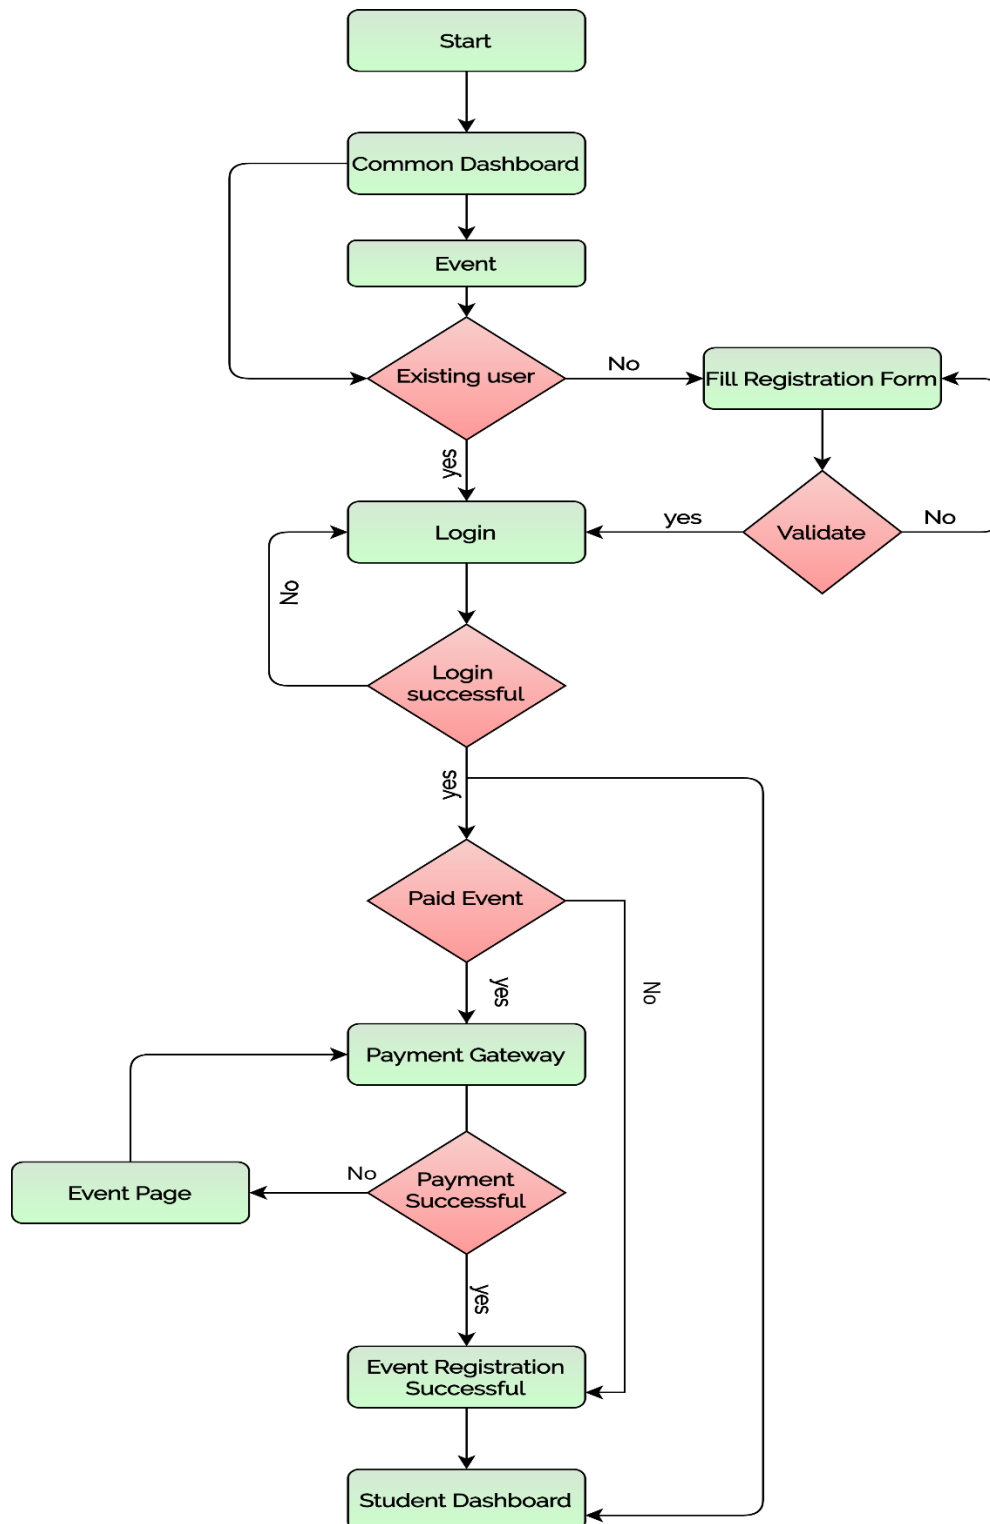 Start
Common Dashboard
Event
Existing user
No
Fill Registration Form
yes
Login
yes
Validate
No
No
Login
successful
yes
Paid Event
yes
No
Payment Gateway
No
Payment
Successful
Event Page
yes
Event Registration
Successful
Student Dashboard